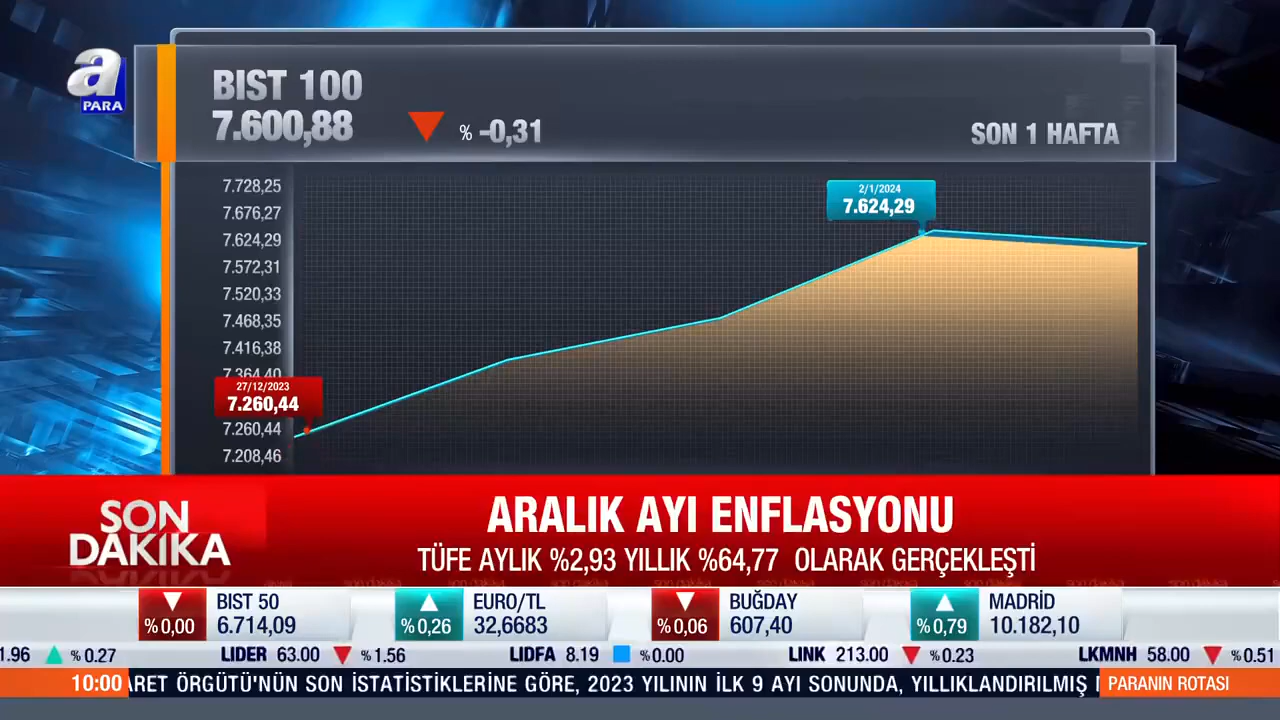 a
PARA
BIST 100
7.600,88
% -0,31
SON 1 HAFTA
7.728,25
7.676,27
7.624,29
7.572,31
7.520,33
7.468,35
7.416,38
7.364,40
7.260,44
7.208,46
2/1/2024
7.624,29
27/12/2023
7.260,44
SON
DAKİKA
ARALIK AYI ENFLASYONU
TÜFE AYLIK %2,93 YILLIK %64,77 OLARAK GERÇEKLEŞTİ
% 0,00 BIST 50 6.714,09
% 0,26 EURO/TL 32,6683
% 0,06 BUĞDAY 607,40
% 0,79 MADRİD 10.182,10
1.96 % 0.27 LIDER 63.00 % 1.56 LIDFA 8.19 % 0.00 LINK 213.00 % 0.23 LKMNH 58.00 % 0.51
10:00 ARET ÖRGÜTÜ'NÜN SON İSTATİSTİKLERİNE GÖRE, 2023 YILININ İLK 9 AYI SONUNDA, YILLIKLANDIRILMIŞ PARANIN ROTASI